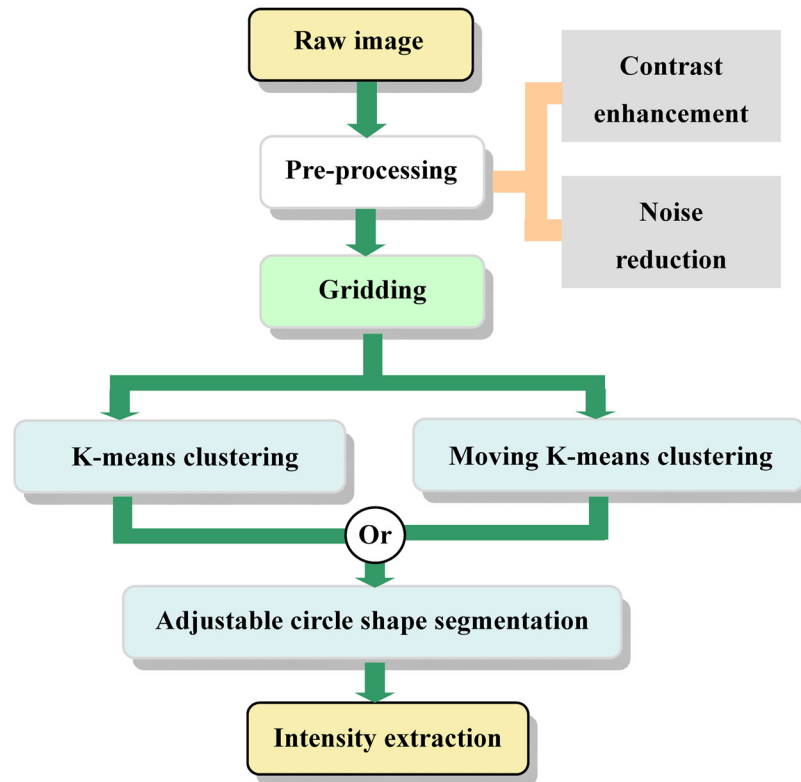 Raw image
Contrast
enhancement
Pre-processing
Noise
reduction
Gridding
K-means clustering
Moving K-means clustering
Or
Adjustable circle shape segmentation
Intensity extraction